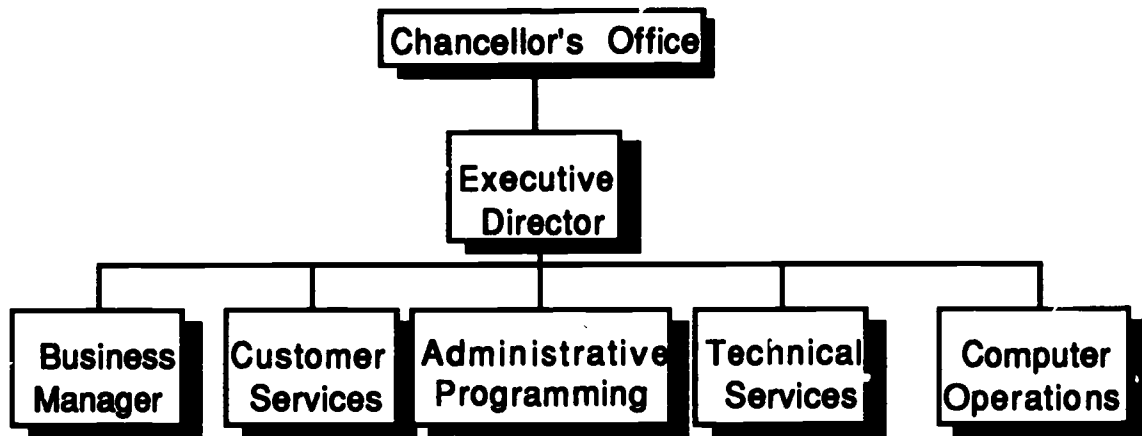 Chancellor's Office
Executive
Director
Business
Manager
Customer
Services
Administrative
Programming
Technical
Services
Computer
Operations